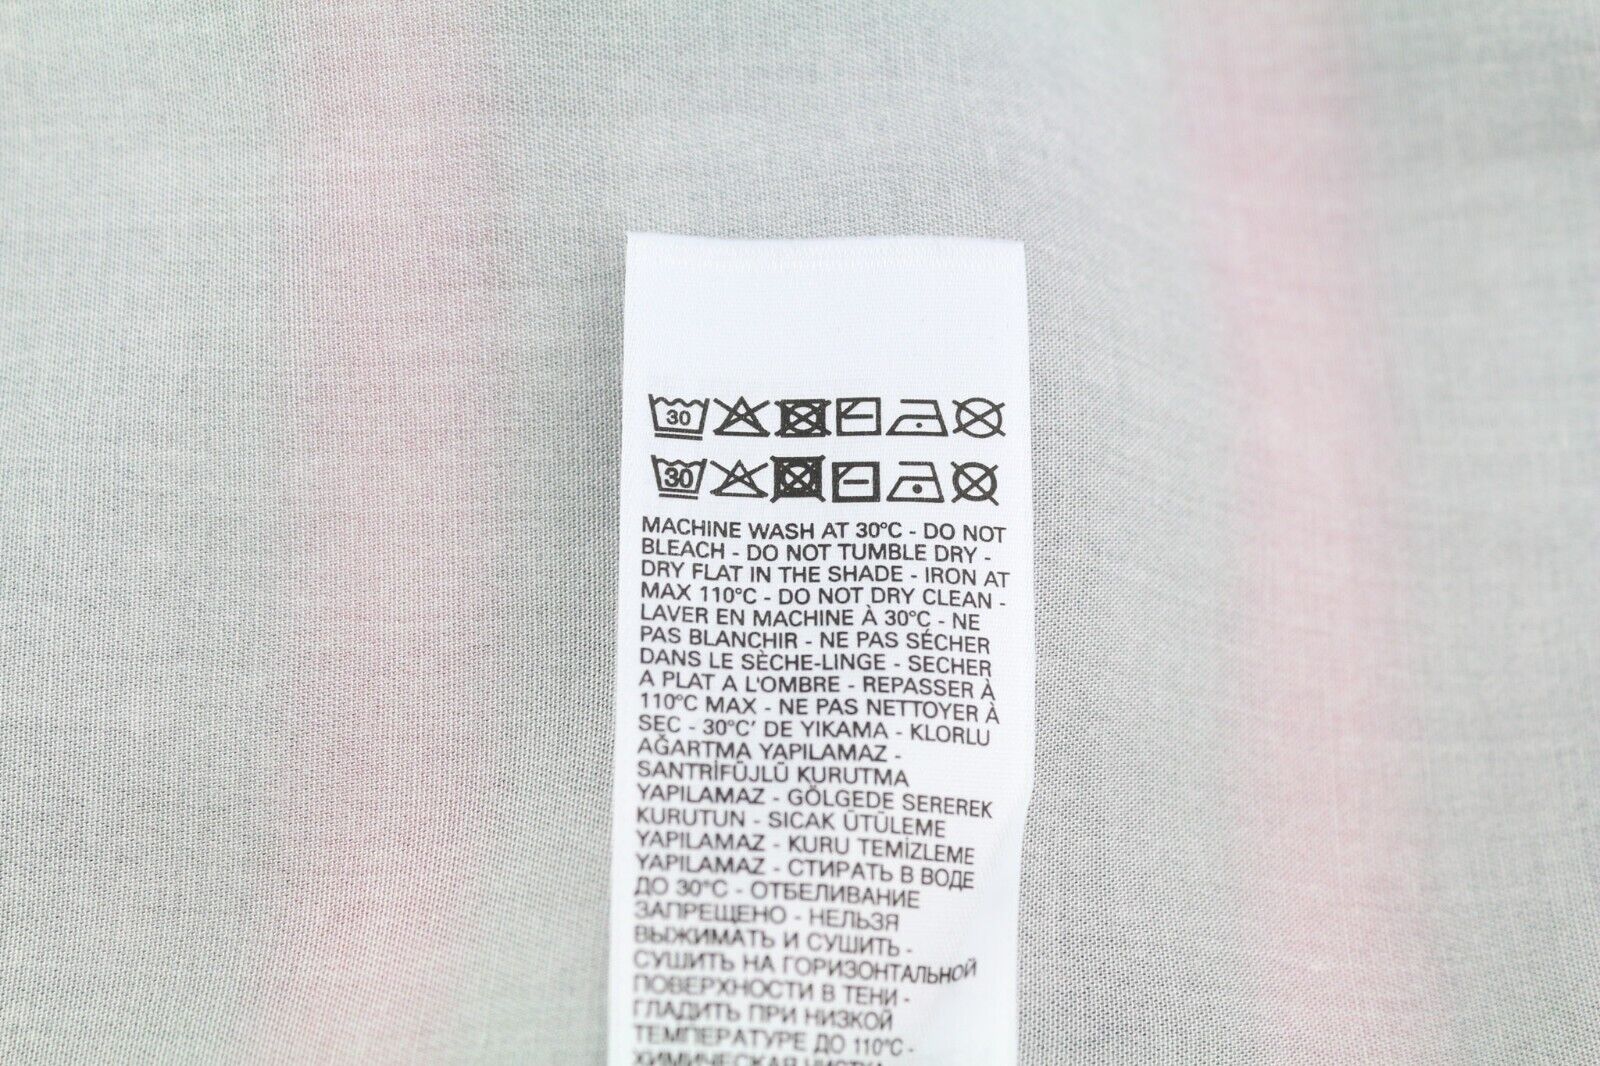 30
30
MACHINE WASH AT 30°C - DO NOT
BLEACH - DO NOT TUMBLE DRY -
DRY FLAT IN THE SHADE - IRON AT
MAX 110°C - DO NOT DRY CLEAN -
LAVER EN MACHINE À 30°C - NE
PAS BLANCHIR - NE PAS SÉCHER
DANS LE SÈCHE-LINGE - SECHER
A PLAT A L'OMBRE - REPASSER À
110°C MAX - NE PAS NETTOYER À
SEC - 30°C' DE YIKAMA - KLORLU
AĞARTMA YAPILAMAZ -
SANTRİFÛJLÛ KURUTMA
YAPILAMAZ - GÖLGEDE SEREREK
KURUTUN - SICAK ÜTÜLEME
YAPILAMAZ - KURU TEMİZLEME
YAPILAMAZ - СТИРАТЬ В ВОДЕ
ДО 30°C - ОТБЕЛИВАНИЕ
ЗАПРЕЩЕНО - НЕЛЬЗЯ
ВЫЖИМАТЬ И СУШИТЬ -
СУШИТЬ НА ГОРИЗОНТАЛЬНОЙ
ПОВЕРХНОСТИ В ТЕНИ -
ГЛАДИТЬ ПРИ НИЗКОЙ
ТЕМПЕРАТУРЕ ДО 110°C -
ХИМИЧЕСКАЯ ЧИСТКА